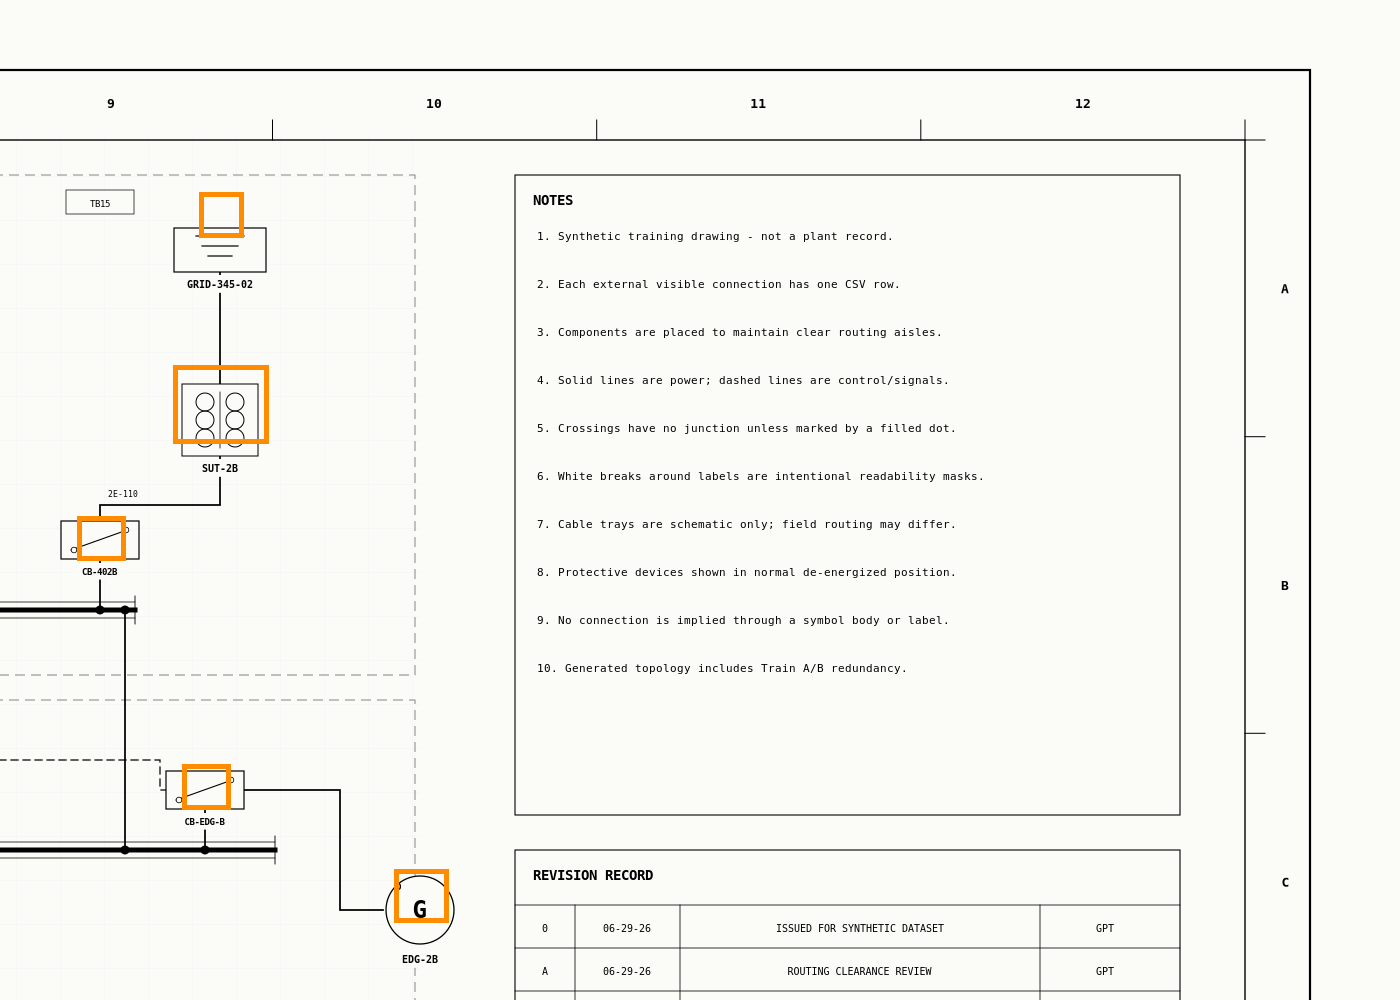 9 10 11 12
TB15
GRID-345-02
SUT-2B
2E-110
CB-402B
CB-EDG-B
G
EDG-2B
NOTES
1. Synthetic training drawing - not a plant record.
2. Each external visible connection has one CSV row.
3. Components are placed to maintain clear routing aisles.
4. Solid lines are power; dashed lines are control/signals.
5. Crossings have no junction unless marked by a filled dot.
6. White breaks around labels are intentional readability masks.
7. Cable trays are schematic only; field routing may differ.
8. Protective devices shown in normal de-energized position.
9. No connection is implied through a symbol body or label.
10. Generated topology includes Train A/B redundancy.
REVISION RECORD
0 06-29-26 ISSUED FOR SYNTHETIC DATASET GPT
A 06-29-26 ROUTING CLEARANCE REVIEW GPT
A
B
C